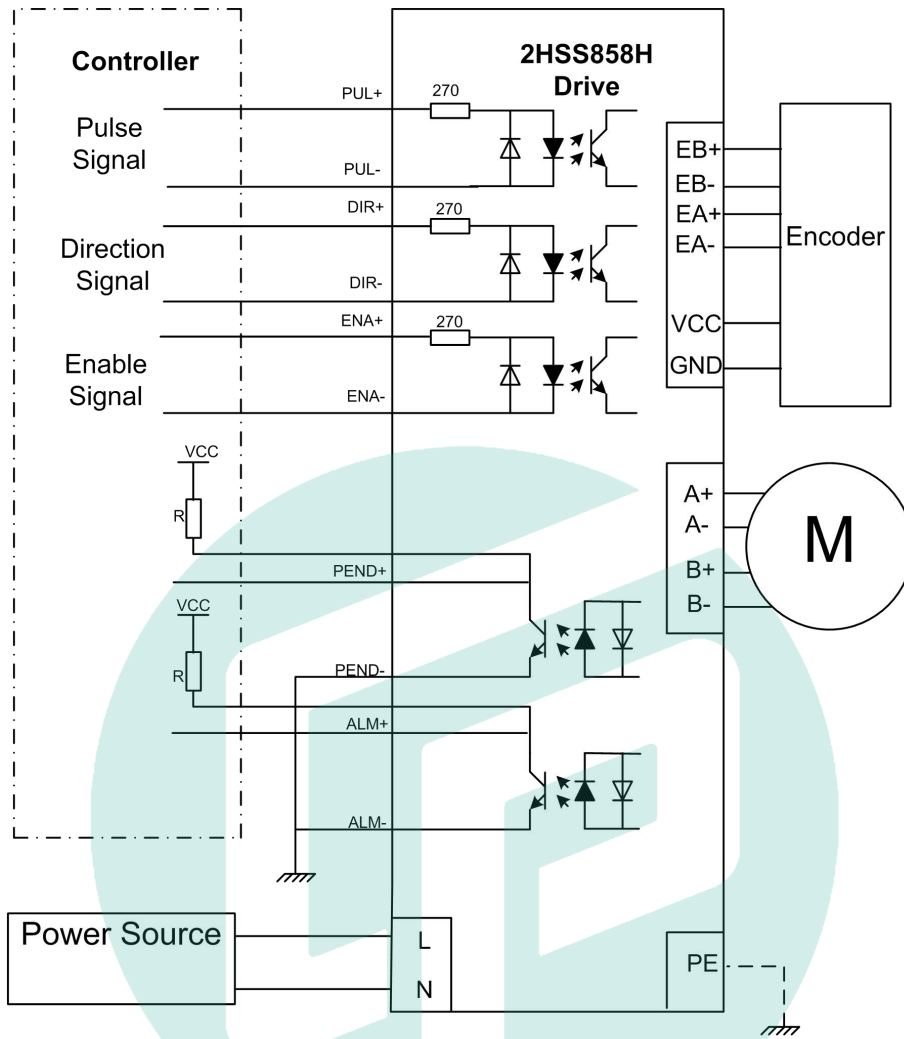 Controller
2HSS858H
Drive
PUL+
270
Pulse
Signal
PUL-
DIR+
270
Direction
Signal
DIR-
ENA+
270
Enable
Signal
ENA-
EB+
EB-
EA+
EA-
VCC
GND
Encoder
VCC
R
PEND+
A+
A-
B+
B-
M
VCC
R
PEND-
ALM+
ALM-
Power Source
L
N
PE